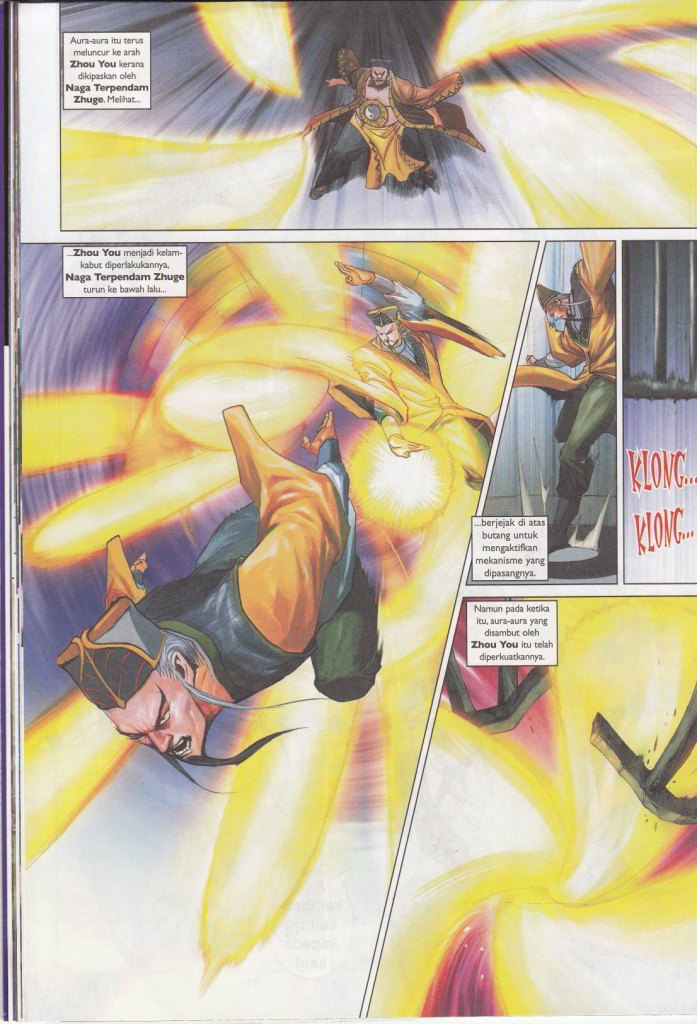 Aura-aura itu terus
meluncur ke arah
Zhou You kerana
dikipaskan oleh
Naga Terpendam
Zhuge. Melihat...
...Zhou You menjadi kelam-
kabut diperlakukannya,
Naga Terpendam Zhuge
turun ke bawah lalu...
...berjejak di atas
butang untuk
mengaktifkan
mekanisme yang
dipasangnya.
KLONG...
KLONG...
Namun pada ketika
itu, aura-aura yang
disambut oleh
Zhou You itu telah
diperkuatkannya.